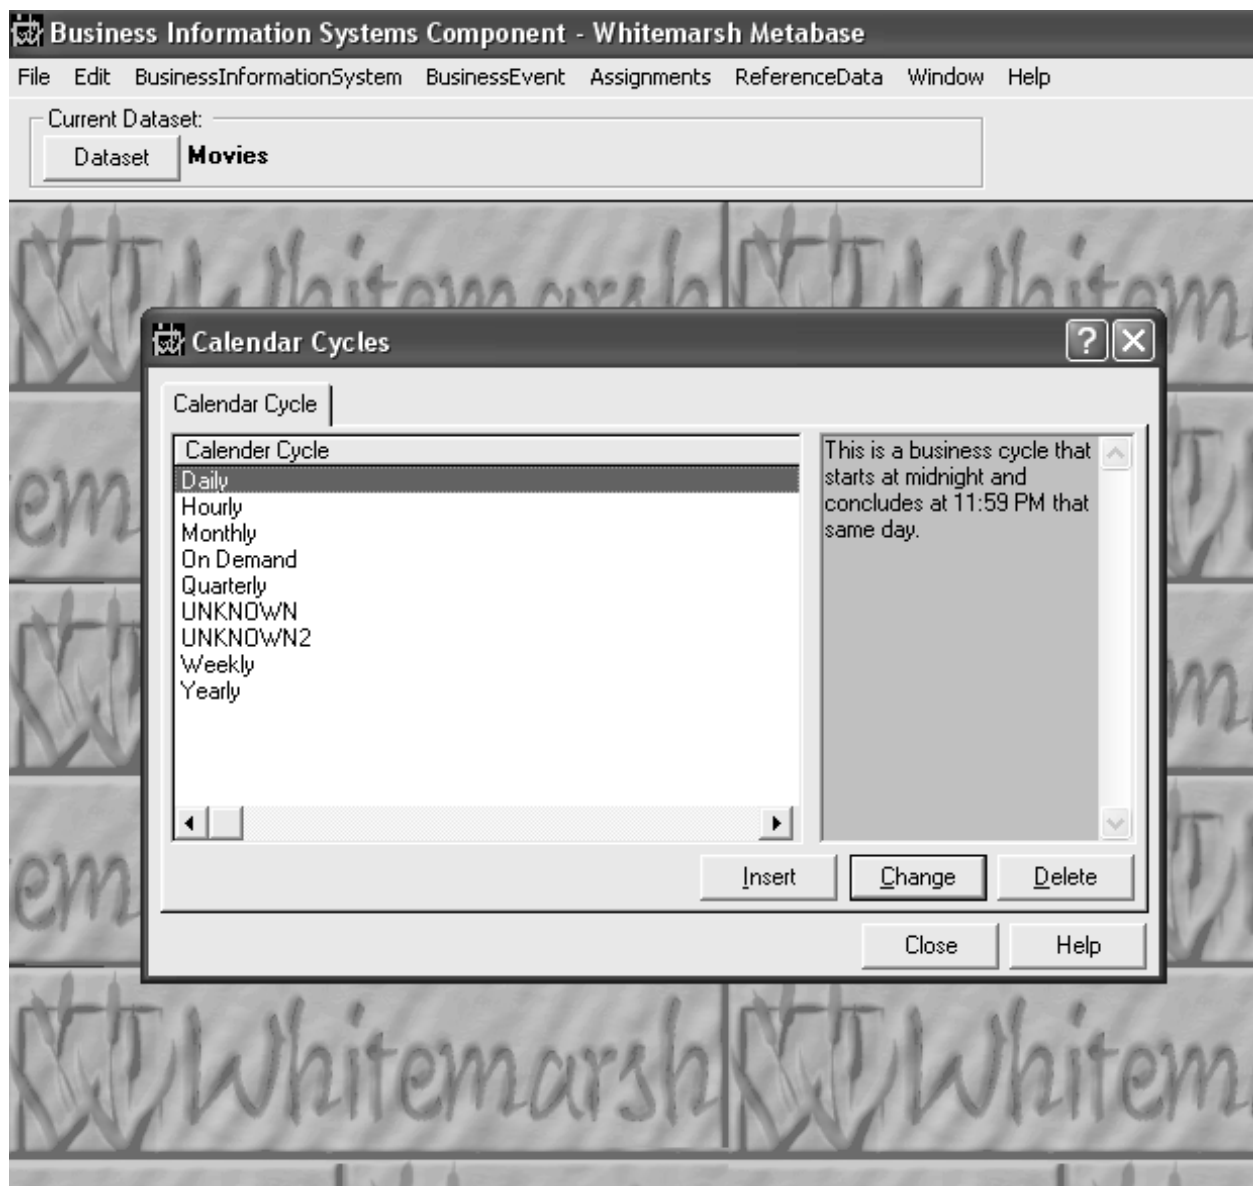 Business Information Systems Component - Whitemarsh Metabase
File Edit BusinessInformationSystem BusinessEvent Assignments ReferenceData Window Help
Current Dataset:
Dataset Movies
Whitemarsh
Calendar Cycles
Calendar Cycle
Calender Cycle
Daily
Hourly
Monthly
On Demand
Quarterly
UNKNOWN
UNKNOWN2
Weekly
Yearly
This is a business cycle that
starts at midnight and
concludes at 11:59 PM that
same day.
Insert Change Delete
Close Help
Whitemarsh